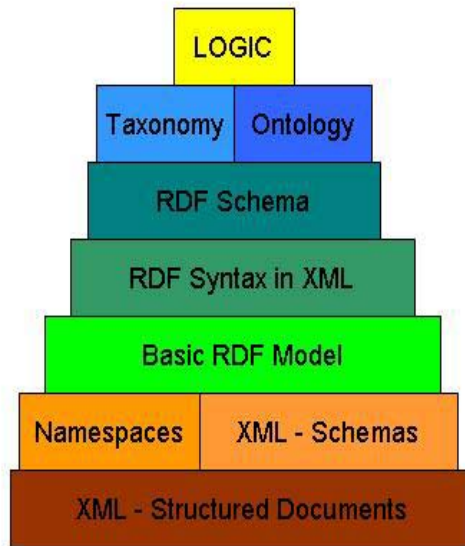 LOGIC
Taxonomy Ontology
RDF Schema
RDF Syntax in XML
Basic RDF Model
Namespaces XML - Schemas
XML - Structured Documents